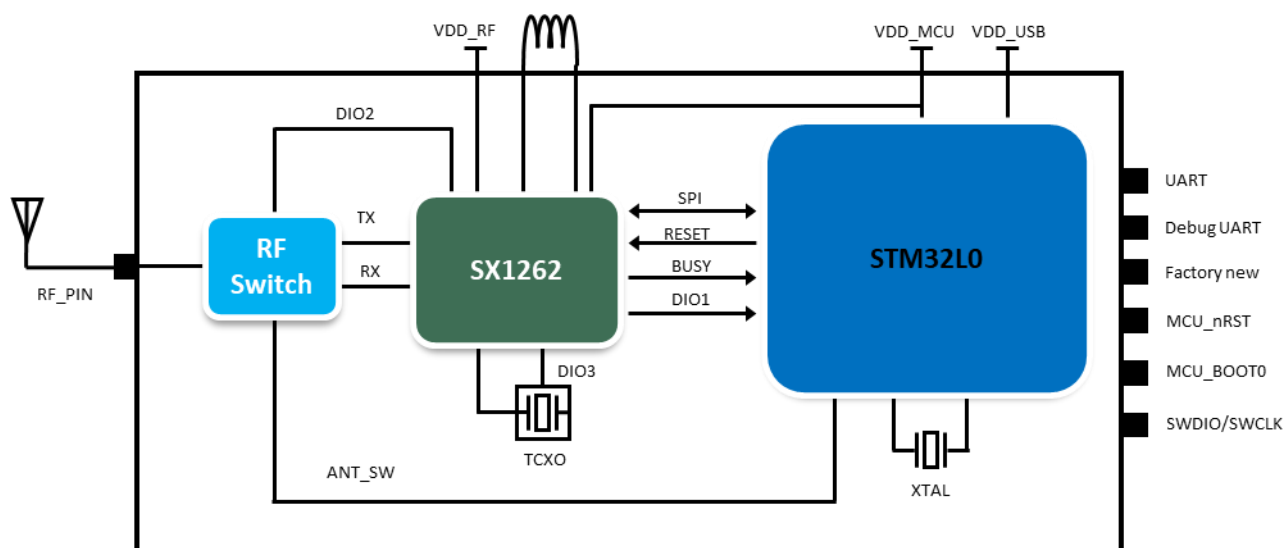 VDD_RF
VDD_MCU
VDD_USB
DIO2
UART
SPI
TX
Debug UART
RESET
RF
Switch
SX1262
STM32L0
RX
BUSY
Factory new
RF_PIN
DIO1
MCU_nRST
DIO3
MCU_BOOT0
SWDIO/SWCLK
TCXO
ANT_SW
XTAL